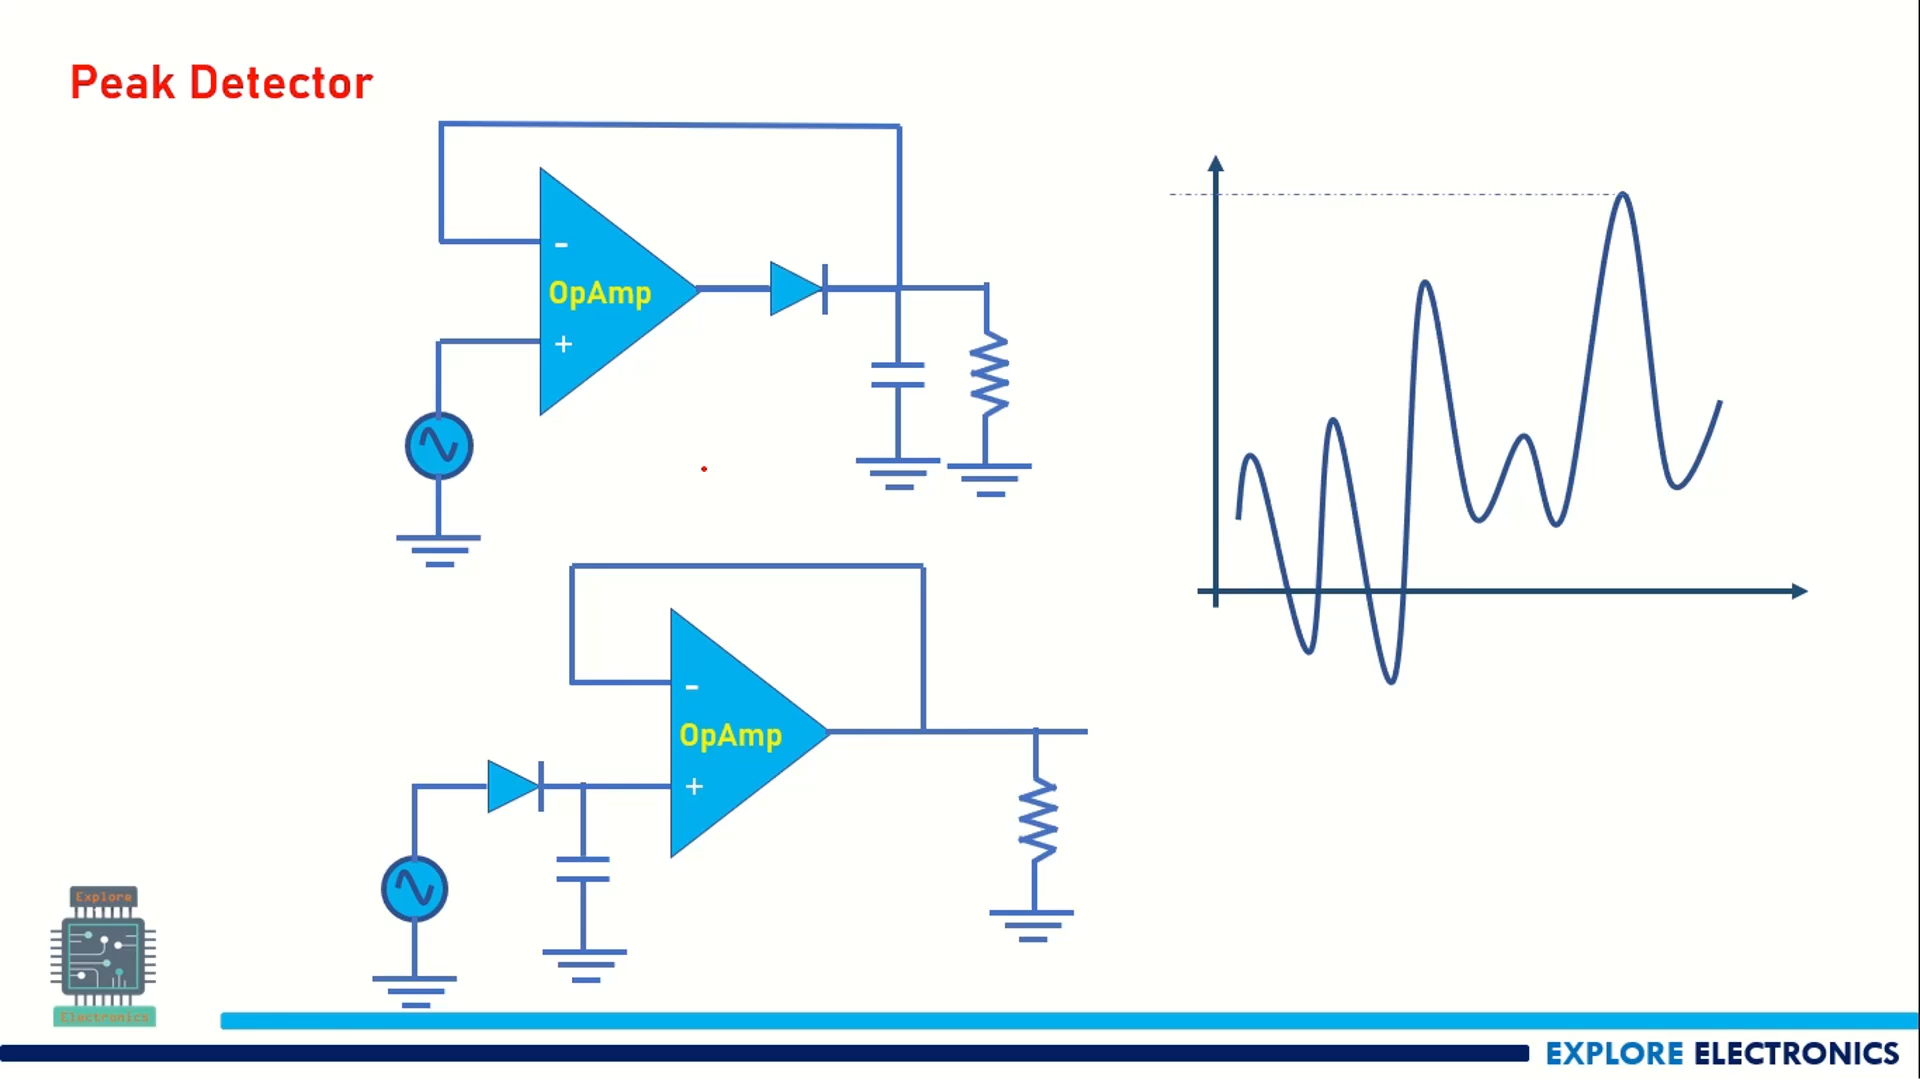 Peak Detector
-
OpAmp
+
-
OpAmp
+
Explore
Electronics
EXPLORE ELECTRONICS